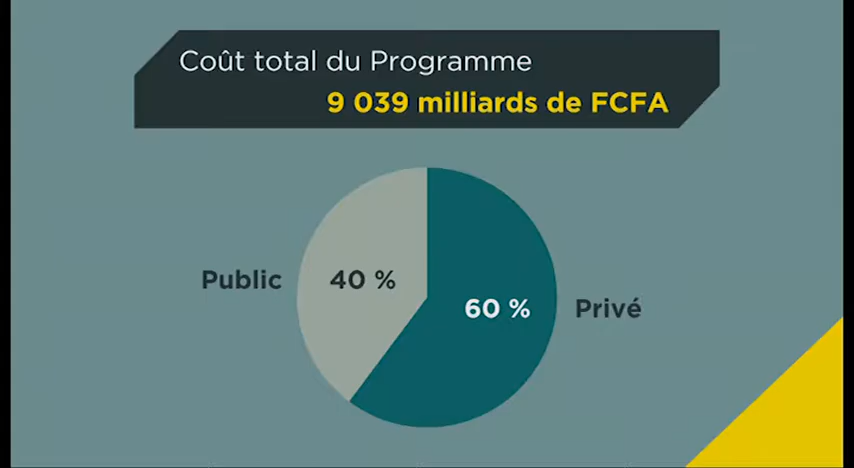 Coût total du Programme
9 039 milliards de FCFA
Public
40 %
60 %
Privé